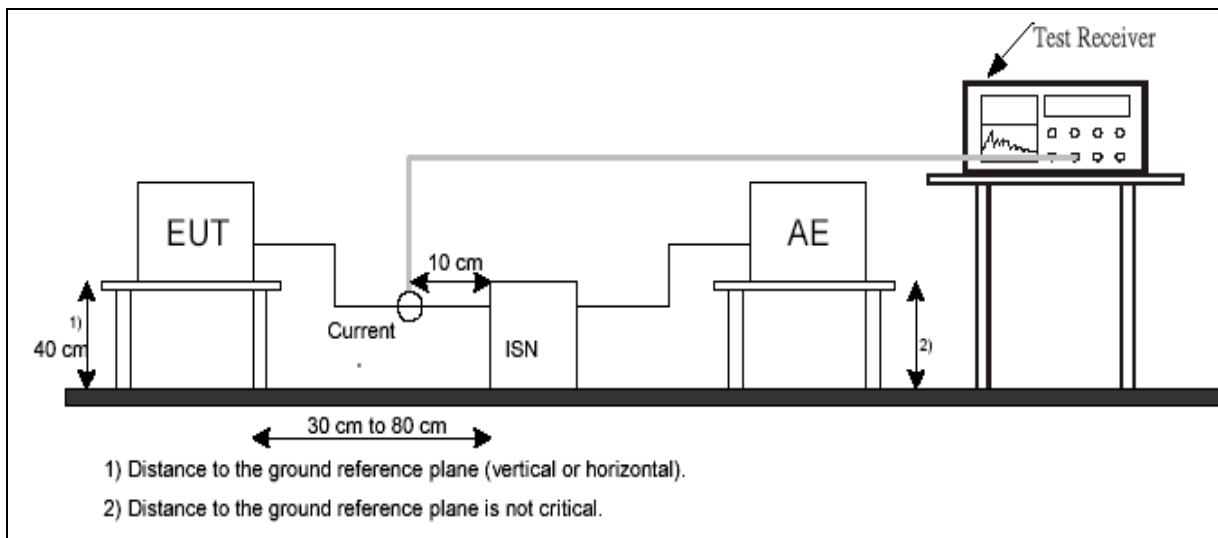 Test Receiver
EUT
AE
10 cm
1)
40 cm
Current
ISN
2)
30 cm to 80 cm
1) Distance to the ground reference plane (vertical or horizontal).
2) Distance to the ground reference plane is not critical.